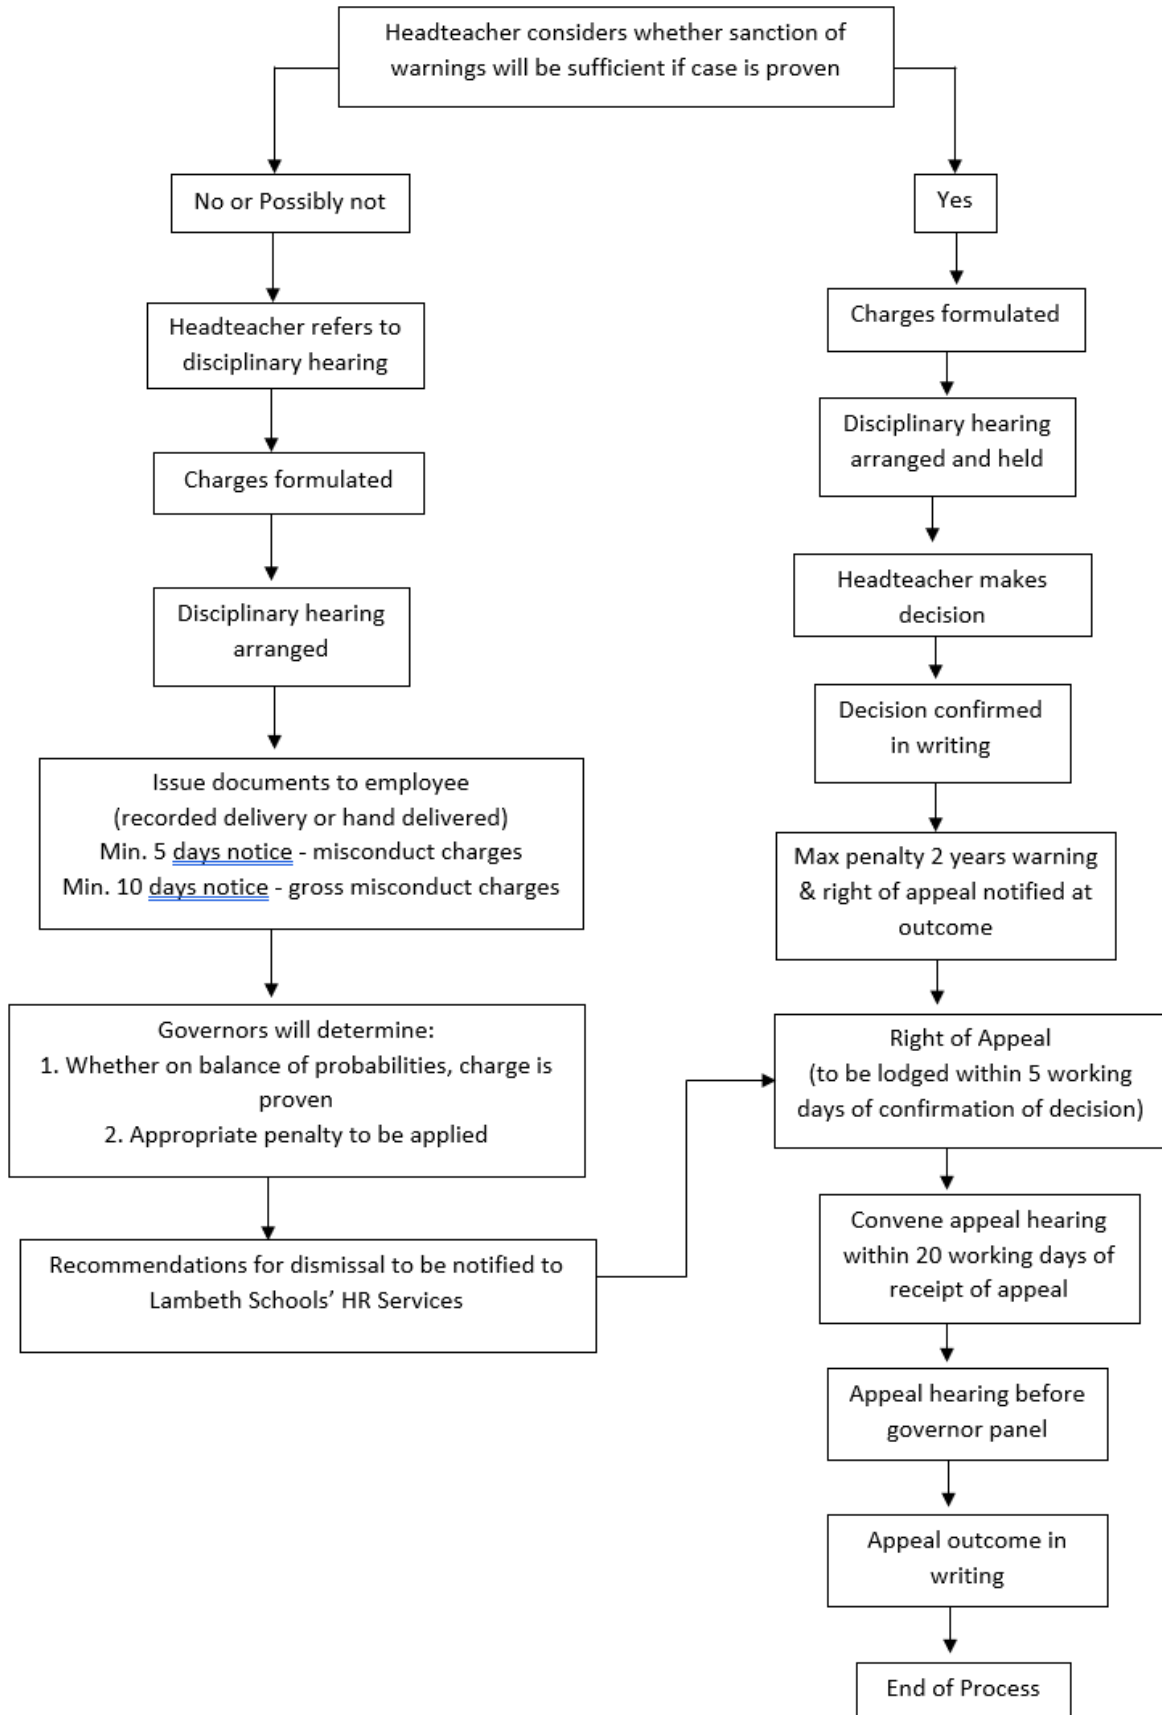 Headteacher considers whether sanction of
warnings will be sufficient if case is proven
No or Possibly not
Headteacher refers to
disciplinary hearing
Charges formulated
Disciplinary hearing
arranged
Issue documents to employee
(recorded delivery or hand delivered)
Min. 5 days notice - misconduct charges
Min. 10 days notice - gross misconduct charges
Governors will determine:
1. Whether on balance of probabilities, charge is
proven
2. Appropriate penalty to be applied
Recommendations for dismissal to be notified to
Lambeth Schools’ HR Services
Yes
Charges formulated
Disciplinary hearing
arranged and held
Headteacher makes
decision
Decision confirmed
in writing
Max penalty 2 years warning
& right of appeal notified at
outcome
Right of Appeal
(to be lodged within 5 working
days of confirmation of decision)
Convene appeal hearing
within 20 working days of
receipt of appeal
Appeal hearing before
governor panel
Appeal outcome in
writing
End of Process